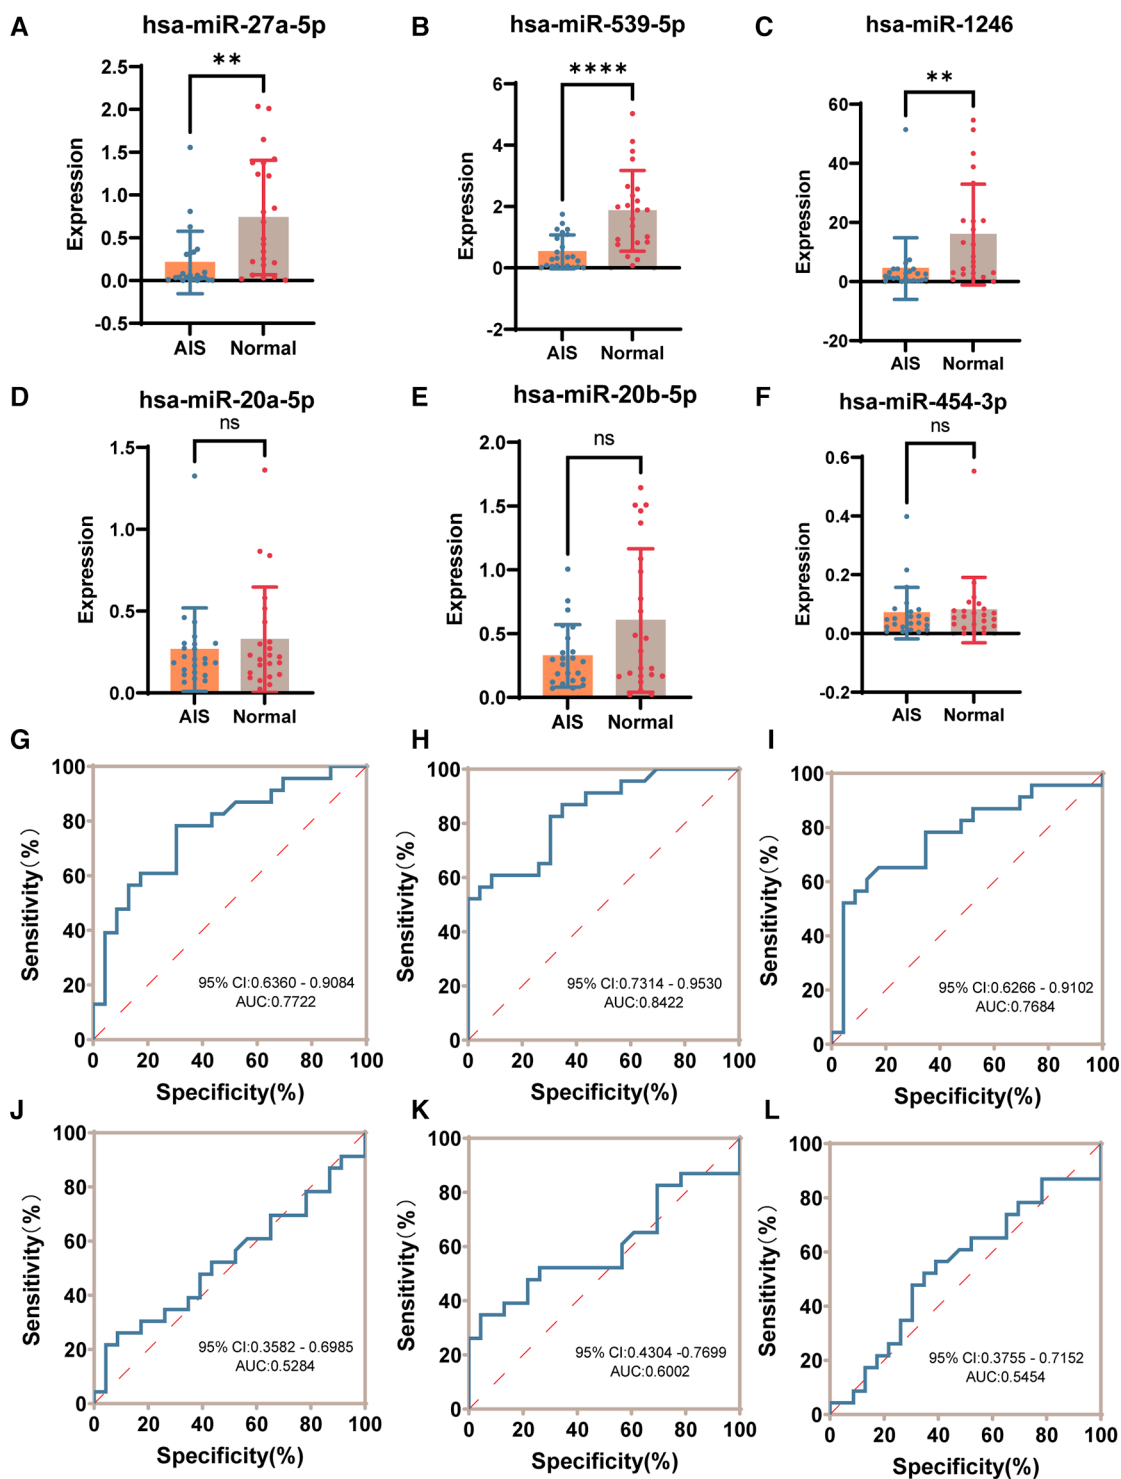 A
hsa-miR-27a-5p
**
2.5
2.0
1.5
1.0
0.5
0.0
-0.5
Expression
AIS
Normal
B
hsa-miR-539-5p
****
6
4
2
0
-2
Expression
AIS
Normal
C
hsa-miR-1246
**
60
40
20
0
-20
Expression
AIS
Normal
D
hsa-miR-20a-5p
ns
1.5
1.0
0.5
0.0
Expression
AIS
Normal
E
hsa-miR-20b-5p
ns
2.0
1.5
1.0
0.5
0.0
Expression
AIS
Normal
F
hsa-miR-454-3p
ns
0.6
0.4
0.2
0.0
-0.2
Expression
AIS
Normal
G
100
80
60
40
20
0
Sensitivity(%)
95% CI:0.6360 - 0.9084
AUC:0.7722
0 20 40 60 80 100
Specificity(%)
H
100
80
60
40
20
0
Sensitivity(%)
95% CI:0.7314 - 0.9530
AUC:0.8422
0 20 40 60 80 100
Specificity(%)
I
100
80
60
40
20
0
Sensitivity(%)
95% CI:0.6266 - 0.9102
AUC:0.7684
0 20 40 60 80 100
Specificity(%)
J
100
80
60
40
20
0
Sensitivity(%)
95% CI:0.3582 - 0.6985
AUC:0.5284
0 20 40 60 80 100
Specificity(%)
K
100
80
60
40
20
0
Sensitivity(%)
95% CI:0.4304 -0.7699
AUC:0.6002
0 20 40 60 80 100
Specificity(%)
L
100
80
60
40
20
0
Sensitivity(%)
95% CI:0.3755 - 0.7152
AUC:0.5454
0 20 40 60 80 100
Specificity(%)